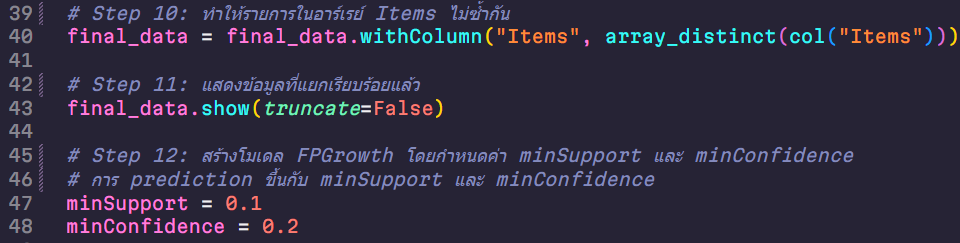 39 # Step 10: ทำให้รายการในอาร์เรย์ Items ไม่ซ้ำกัน
40 final_data = final_data.withColumn("Items", array_distinct(col("Items")))
41
42 # Step 11: แสดงข้อมูลที่แยกเรียบร้อยแล้ว
43 final_data.show(truncate=False)
44
45 # Step 12: สร้างโมเดล FPGrowth โดยกำหนดค่า minSupport และ minConfidence
46 # การ prediction ขึ้นกับ minSupport และ minConfidence
47 minSupport = 0.1
48 minConfidence = 0.2